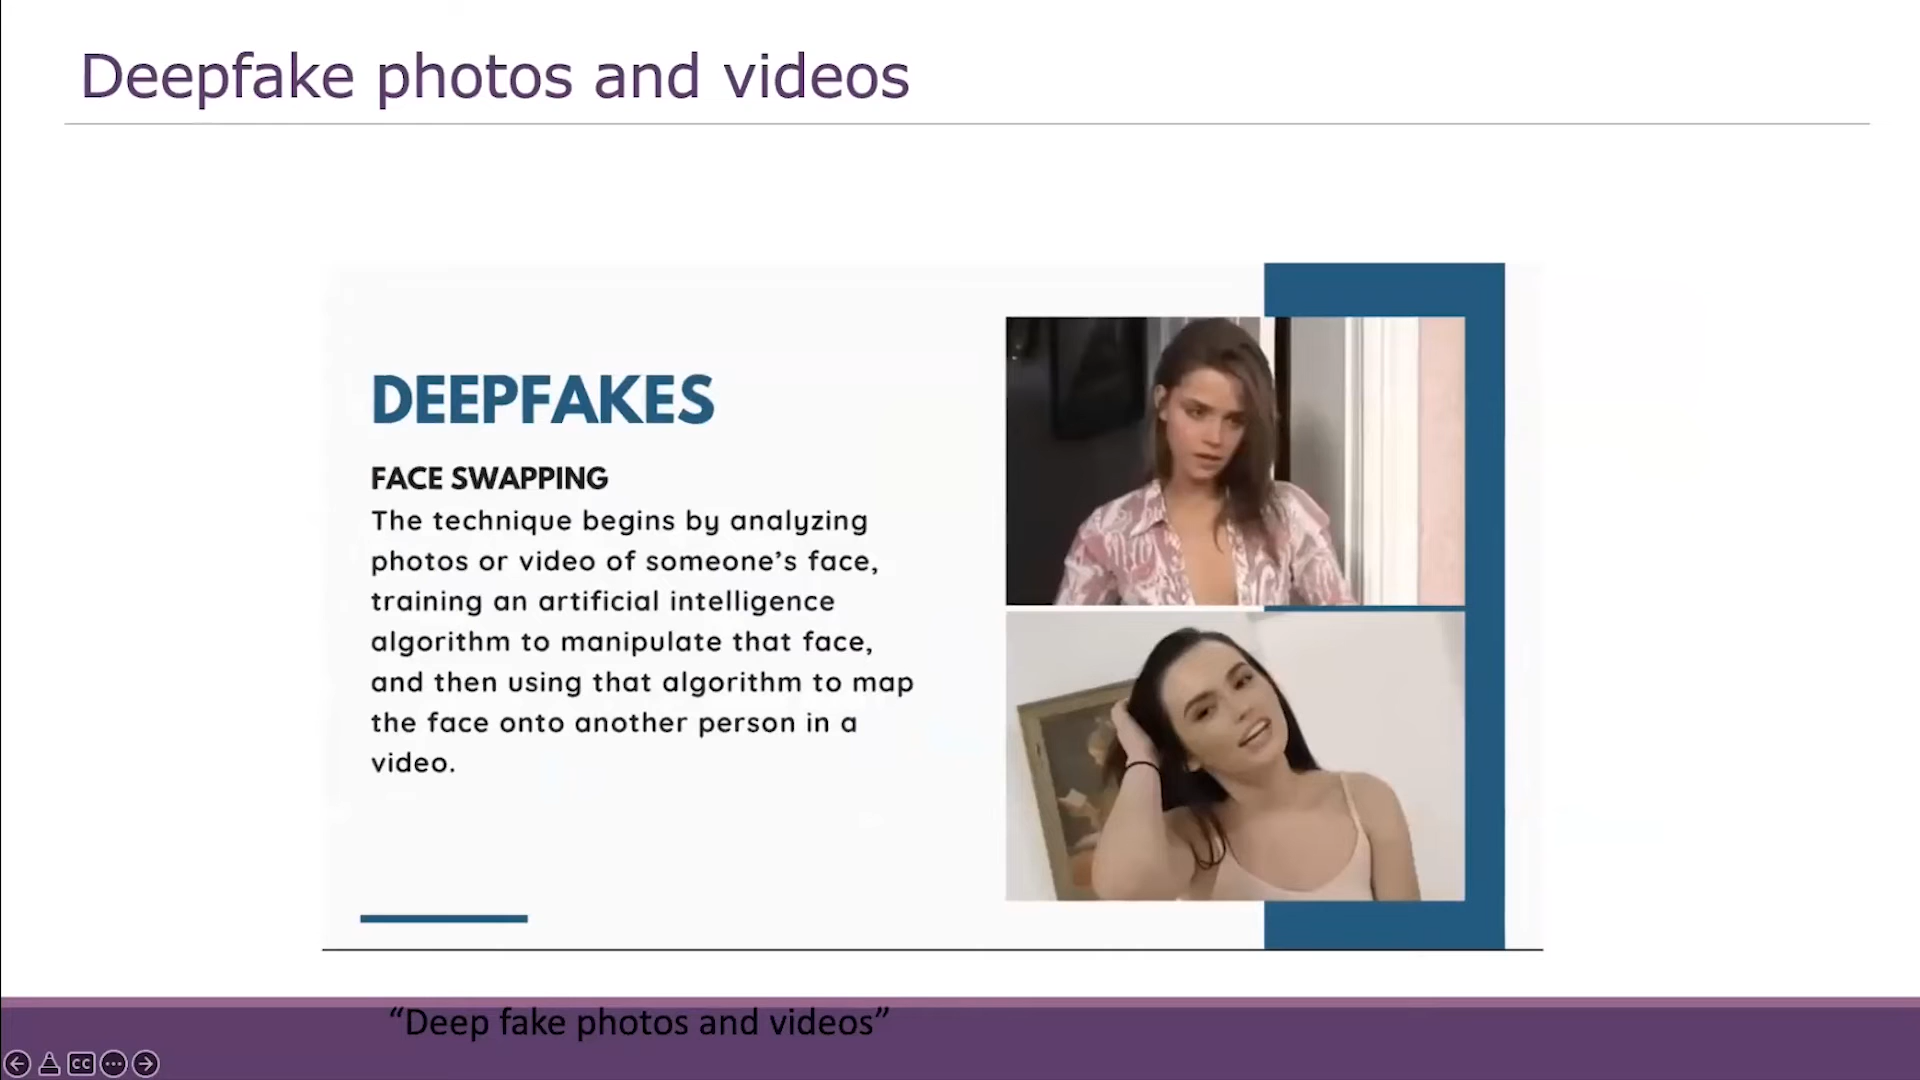 Deepfake photos and videos
DEEPFAKES
FACE SWAPPING
The technique begins by analyzing
photos or video of someone’s face,
training an artificial intelligence
algorithm to manipulate that face,
and then using that algorithm to map
the face onto another person in a
video.
“Deep fake photos and videos”
CC